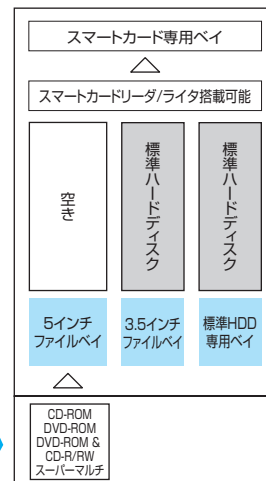 スマートカード専用ベイ
スマートカードリーダ/ライタ搭載可能
空き
標準ハードディスク
標準ハードディスク
5インチ
ファイルベイ
3.5インチ
ファイルベイ
標準HDD
専用ベイ
CD-ROM
DVD-ROM
DVD-ROM &
CD-R/RW
スーパーマルチ